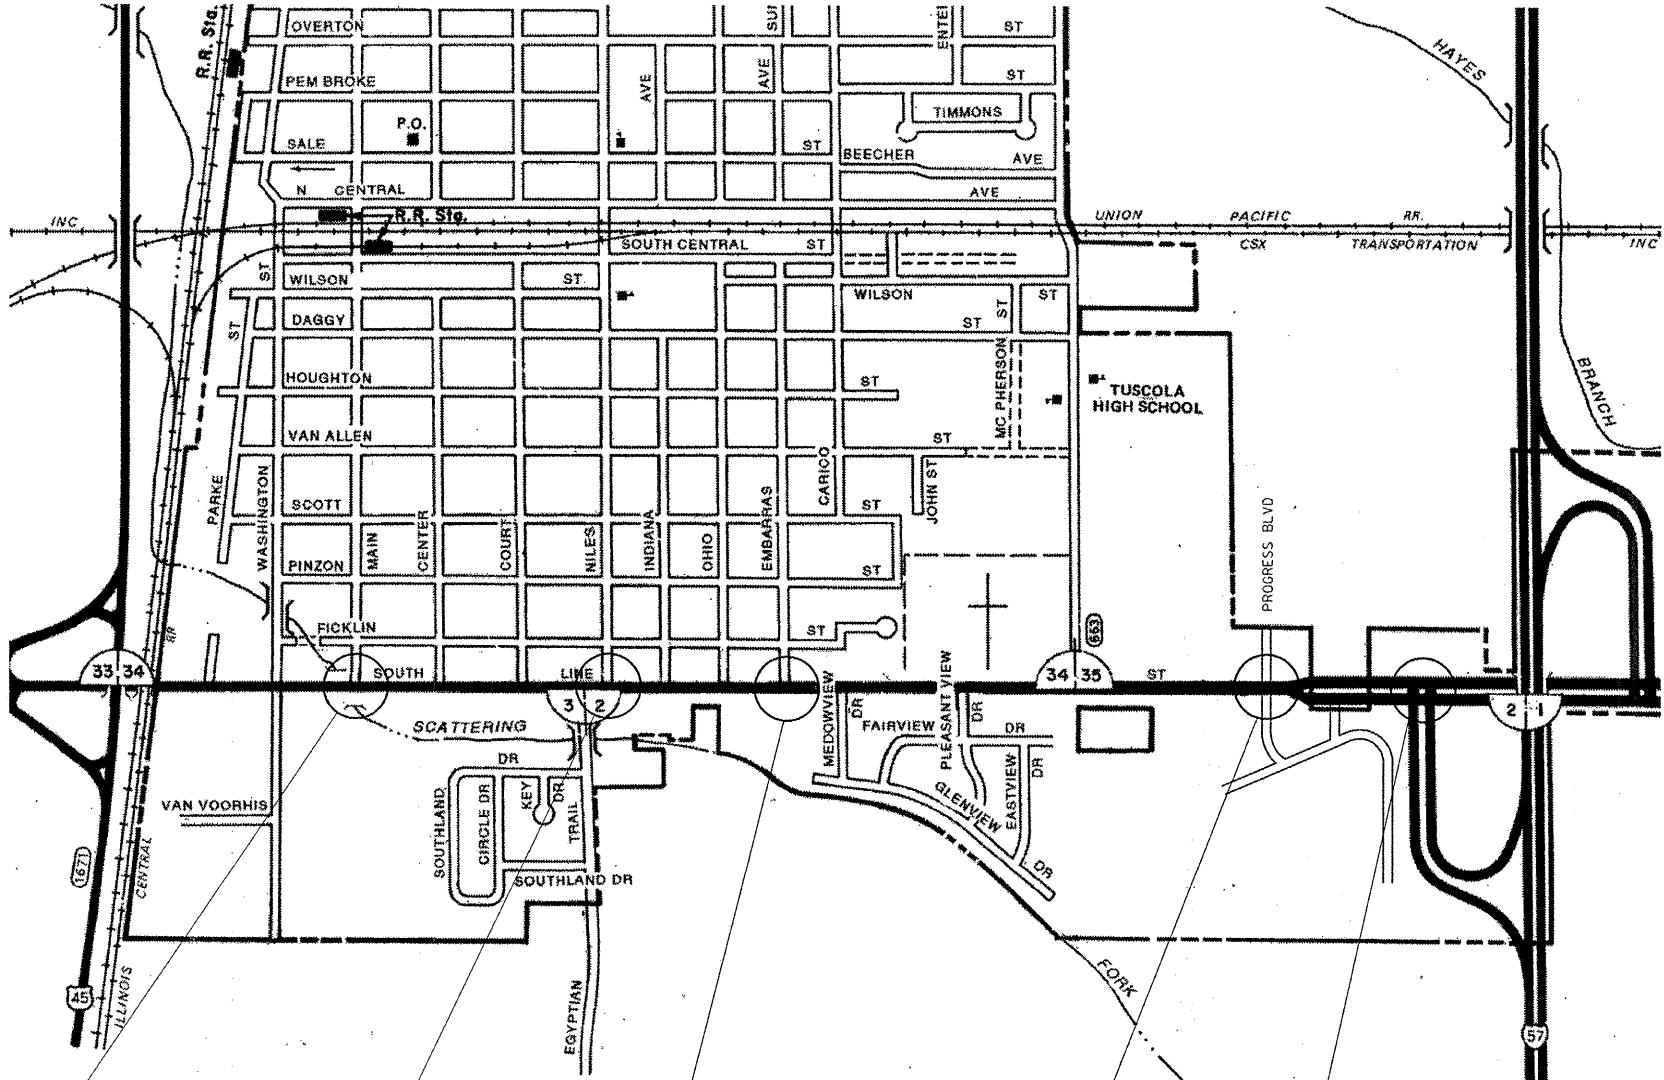 R.R. Sta.
OVERTON
ST
HAYES
PEM BROKE
AVE
AVE
ST
P.O.
TIMMONS
SALE
ST
BEECHER
AVE
N CENTRAL
AVE
R.R. Sta.
INC
UNION PACIFIC RR.
SOUTH CENTRAL ST
CSX TRANSPORTATION INC
ST
WILSON
ST.
WILSON
ST
ST
DAGGY
ST
ST
HOUGHTON
ST
MC PHERSON
TUSCOLA
HIGH SCHOOL
BRANCH
VAN ALLEN
ST
PARKE
WASHINGTON
SCOTT
MAIN
CENTER
COURT
NILES
INDIANA
OHIO
EMBARRAS
CARICO
ST
JOHN ST
PROGRESS BLVD
PINZON
ST
RR
FICKLIN
ST
663
33 34
SOUTH
LINE
34 35
ST
3 2
2 1
SCATTERING
MEDOWVIEW
DR
FAIRVIEW
PLEASANT VIEW
DR
DR
DR
KEY
DR
TRAIL
VAN VOORHIS
SOUTHLAND
CIRCLE DR
GLENVIEW
EASTVIEW
DR
DR
1671
CENTRAL
SOUTHLAND DR
FORK
45
ILLINOIS
EGYPTIAN
57